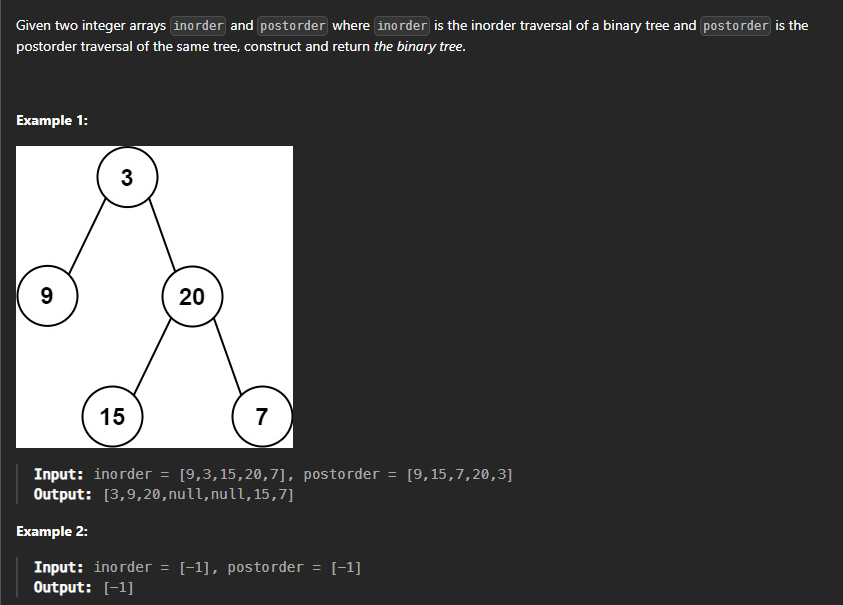 Given two integer arrays inorder and postorder where inorder is the inorder traversal of a binary tree and postorder is the
postorder traversal of the same tree, construct and return the binary tree.
Example 1:
3
9
20
15
7
Input: inorder = [9,3,15,20,7], postorder = [9,15,7,20,3]
Output: [3,9,20,null,null,15,7]
Example 2:
Input: inorder = [-1], postorder = [-1]
Output: [-1]